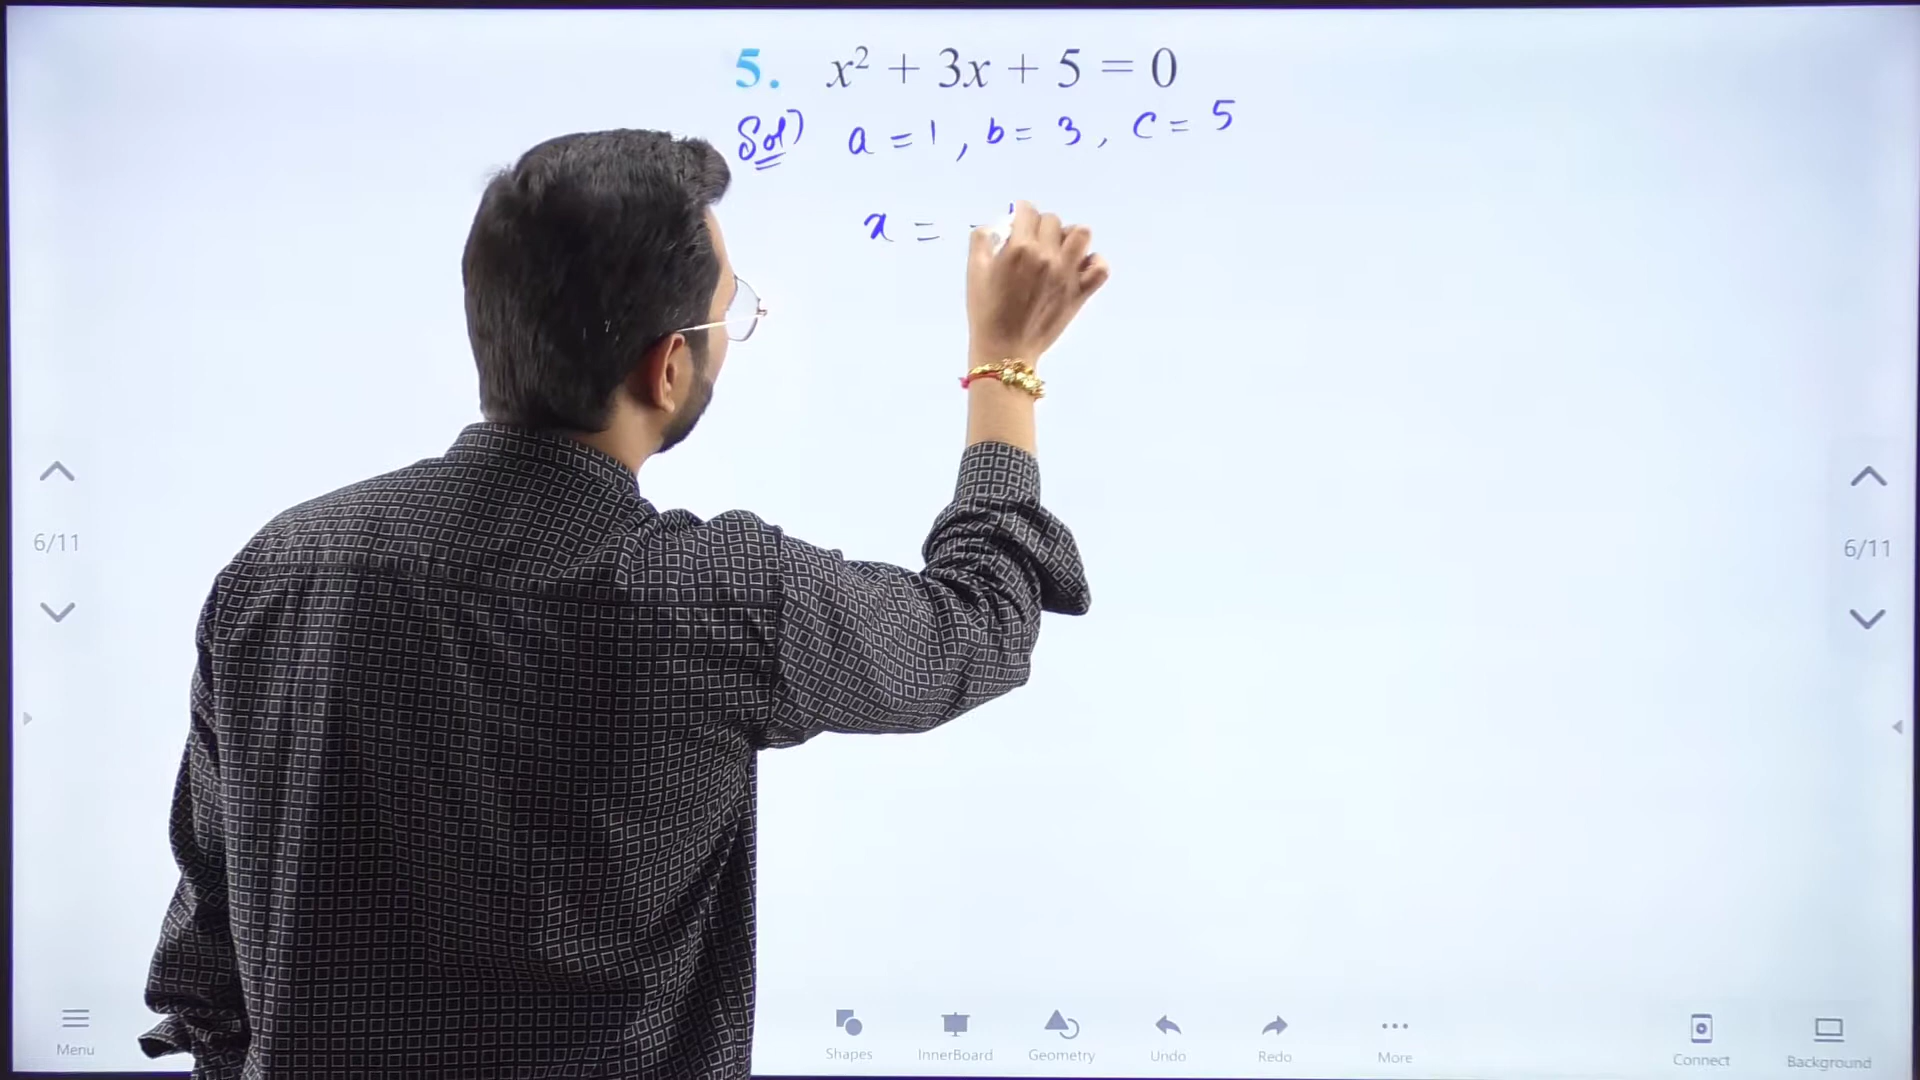 5. x² + 3x + 5 = 0
Sol) a = 1, b = 3, c = 5
x = -
6/11
6/11
Menu
Shapes
InnerBoard
Geometry
Undo
Redo
More
Connect
Background